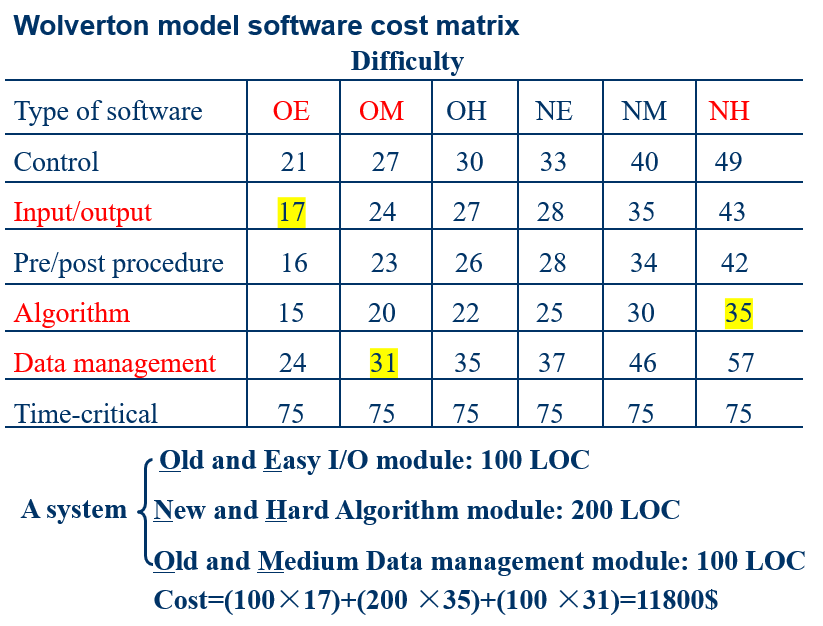 Wolverton model software cost matrix
Difficulty
Type of software OE OM OH NE NM NH
Control 21 27 30 33 40 49
Input/output 17 24 27 28 35 43
Pre/post procedure 16 23 26 28 34 42
Algorithm 15 20 22 25 30 35
Data management 24 31 35 37 46 57
Time-critical 75 75 75 75 75 75
Old and Easy I/O module: 100 LOC
A system
New and Hard Algorithm module: 200 LOC
Old and Medium Data management module: 100 LOC
Cost=(100×17)+(200 ×35)+(100 ×31)=11800$